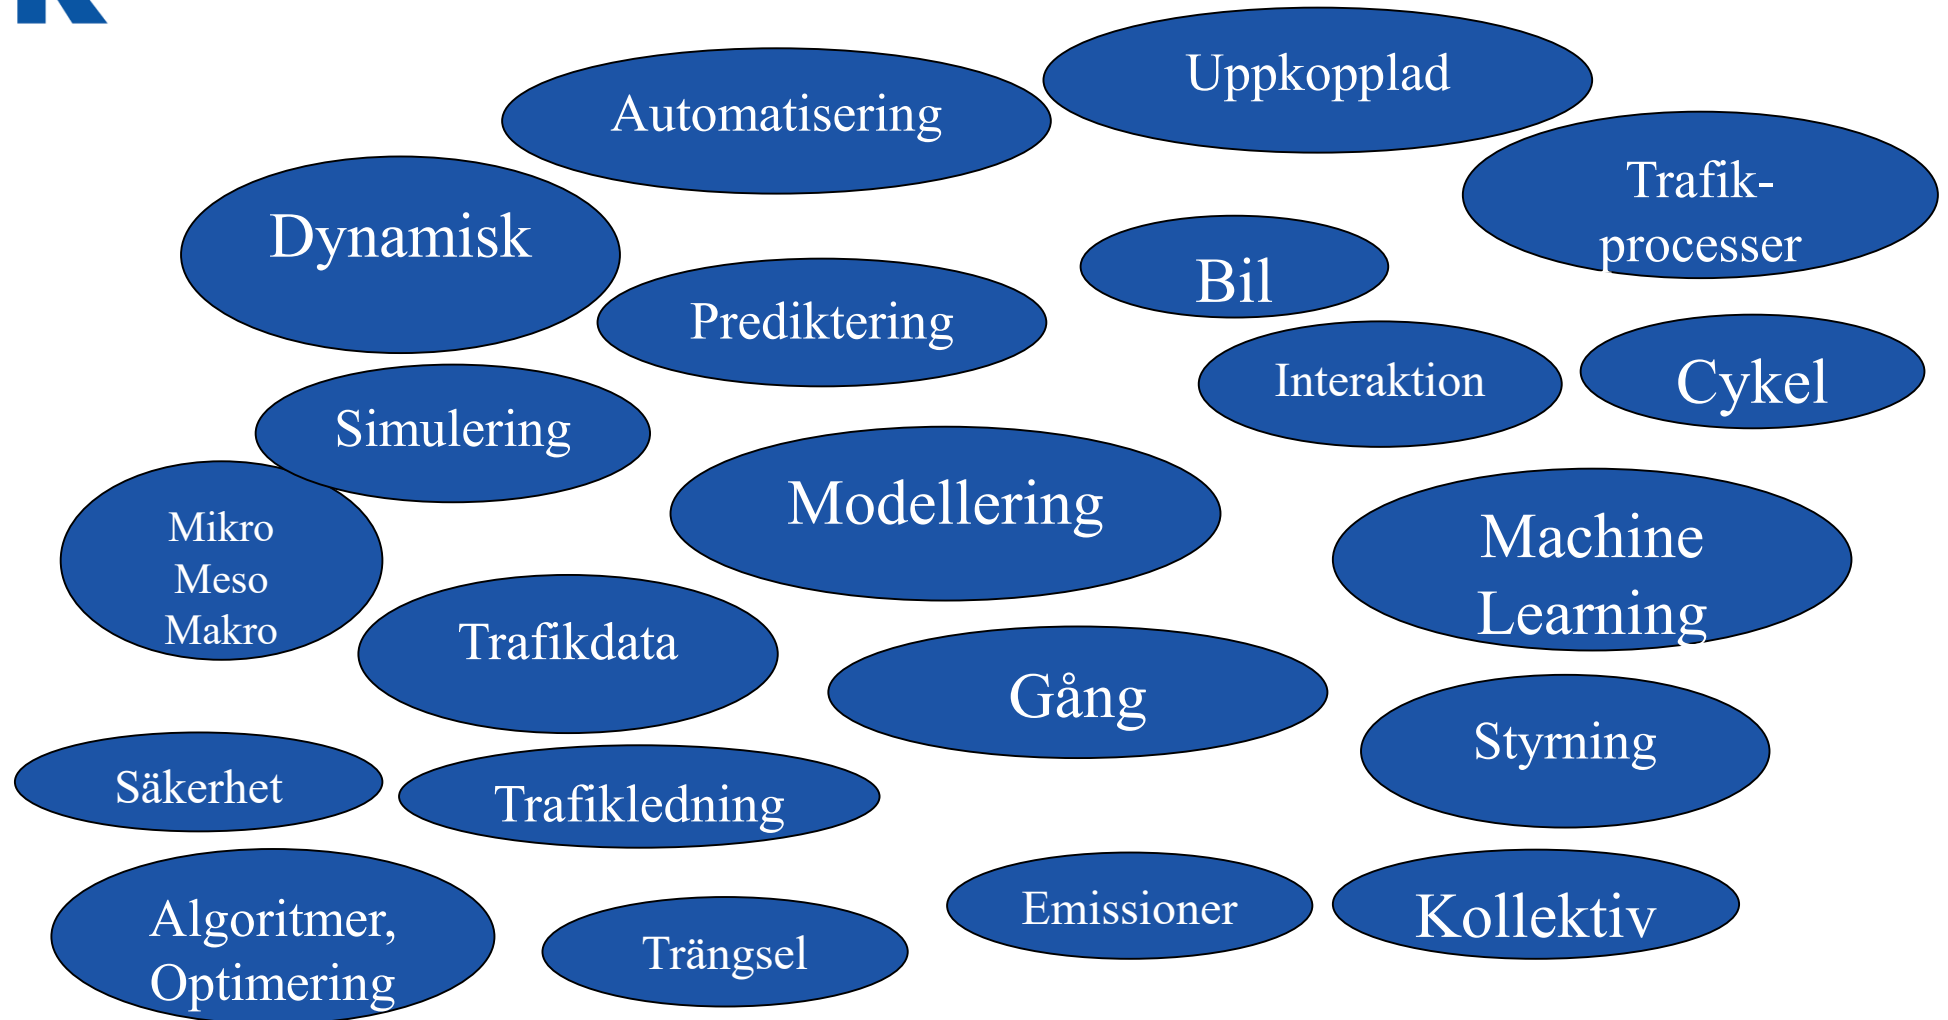 Uppkopplad
Automatisering
Trafik-
processer
Dynamisk
Bil
Prediktering
Interaktion
Cykel
Simulering
Modellering
Mikro
Meso
Makro
Machine
Learning
Trafikdata
Gång
Styrning
Säkerhet
Trafikledning
Algoritmer,
Optimering
Trängsel
Emissioner
Kollektiv